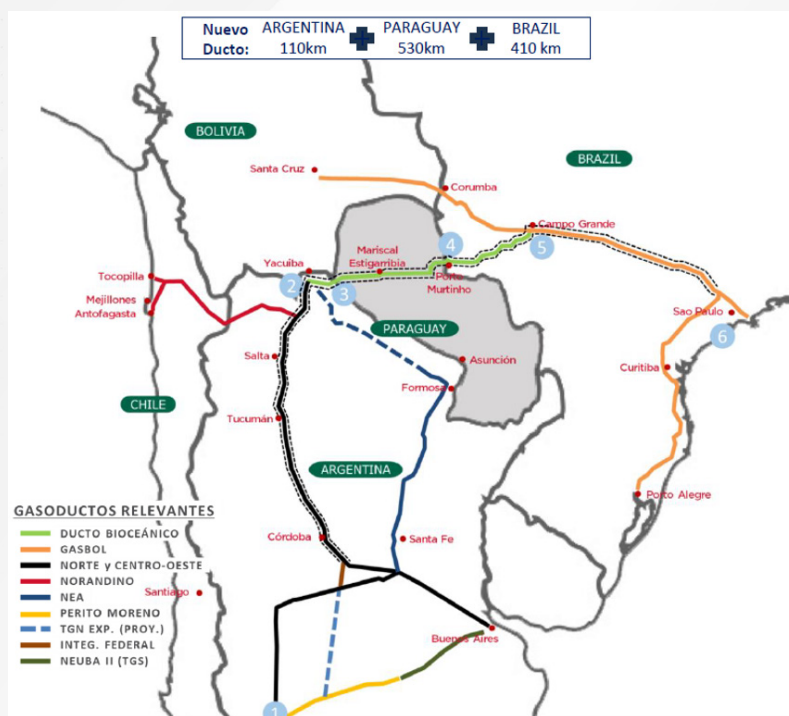 Nuevo Ducto: ARGENTINA 110km + PARAGUAY 530km + BRAZIL 410 km
BOLIVIA
BRAZIL
Santa Cruz
Corumba
Campo Grande
4
5
Mariscal Estigarribia
Yacuiba
Porto Murtinho
2
3
Tocopilla
Mejillones
Antofagasta
Sao Paulo
6
PARAGUAY
Salta
Asunción
Curitiba
Formosa
CHILE
Tucumán
ARGENTINA
Porto Alegre
GASODUCTOS RELEVANTES
DUCTO BIOCEÁNICO
GASBOL
NORTE y CENTRO-OESTE
NORANDINO
NEA
PERITO MORENO
TGN EXP. (PROY.)
INTEG. FEDERAL
NEUBA II (TGS)
Córdoba
Santa Fe
Santiago
Buenos Aires
1